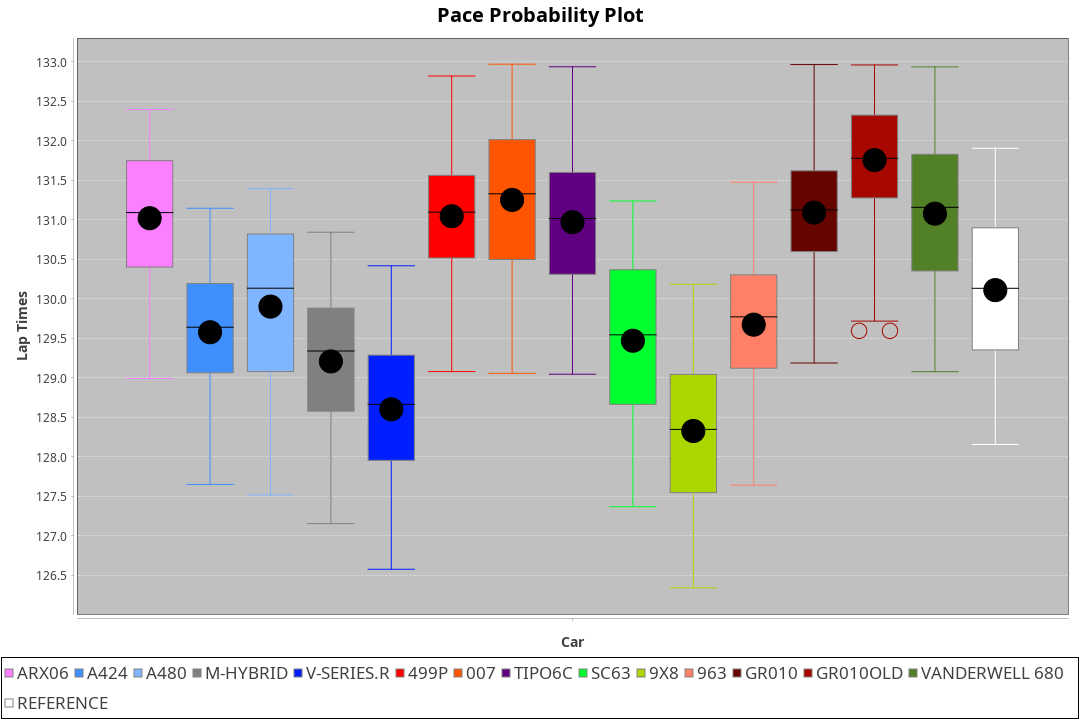 Pace Probability Plot
133.0
132.5
132.0
131.5
131.0
130.5
130.0
129.5
129.0
128.5
128.0
127.5
127.0
126.5
Lap Times
Car
ARX06 A424 A480 M-HYBRID V-SERIES.R 499P 007 TIPO6C SC63 9X8 963 GR010 GR010OLD VANDERWELL 680
REFERENCE